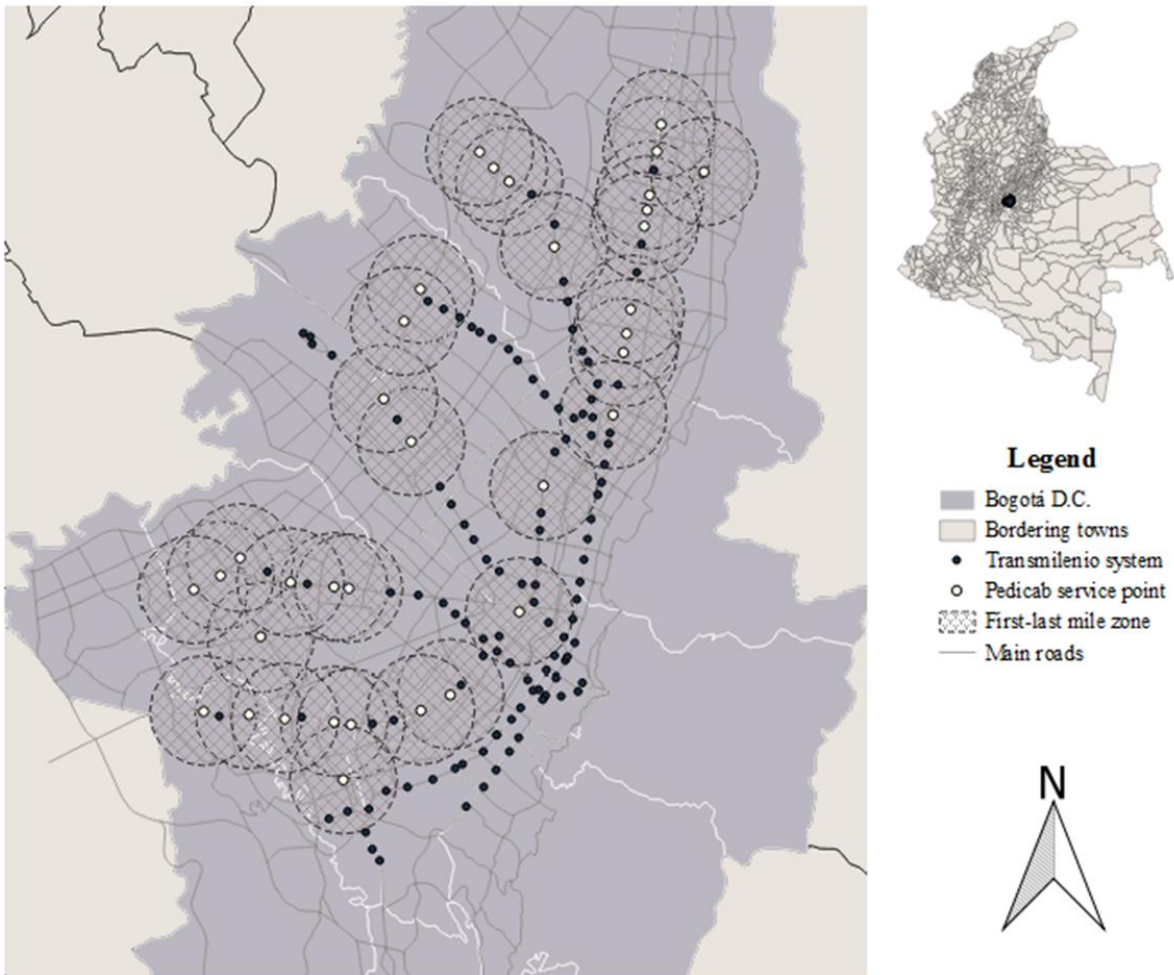 Legend
Bogotá D.C.
Bordering towns
Transmilenio system
Pedicab service point
First-last mile zone
Main roads
N